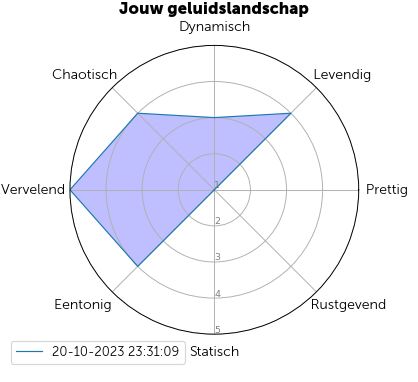 Jouw geluidslandschap
Dynamisch
Chaotisch
Levendig
Vervelend
1
Prettig
2
3
Eentonig
4
Rustgevend
5
20-10-2023 23:31:09
Statisch